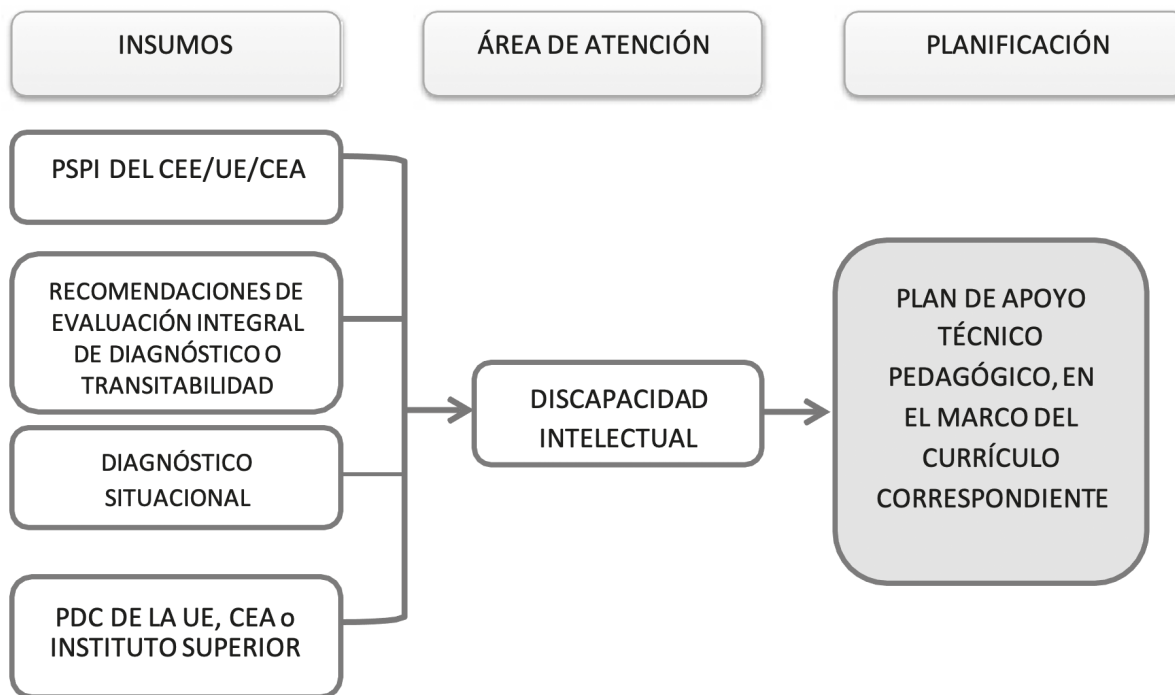 INSUMOS
ÁREA DE ATENCIÓN
PLANIFICACIÓN
PSPI DEL CEE/UE/CEA
RECOMENDACIONES DE
EVALUACIÓN INTEGRAL
DE DIAGNÓSTICO O
TRANSITABILIDAD
DIAGNÓSTICO
SITUACIONAL
PDC DE LA UE, CEA o
INSTITUTO SUPERIOR
DISCAPACIDAD
INTELECTUAL
PLAN DE APOYO
TÉCNICO
PEDAGÓGICO, EN
EL MARCO DEL
CURRÍCULO
CORRESPONDIENTE